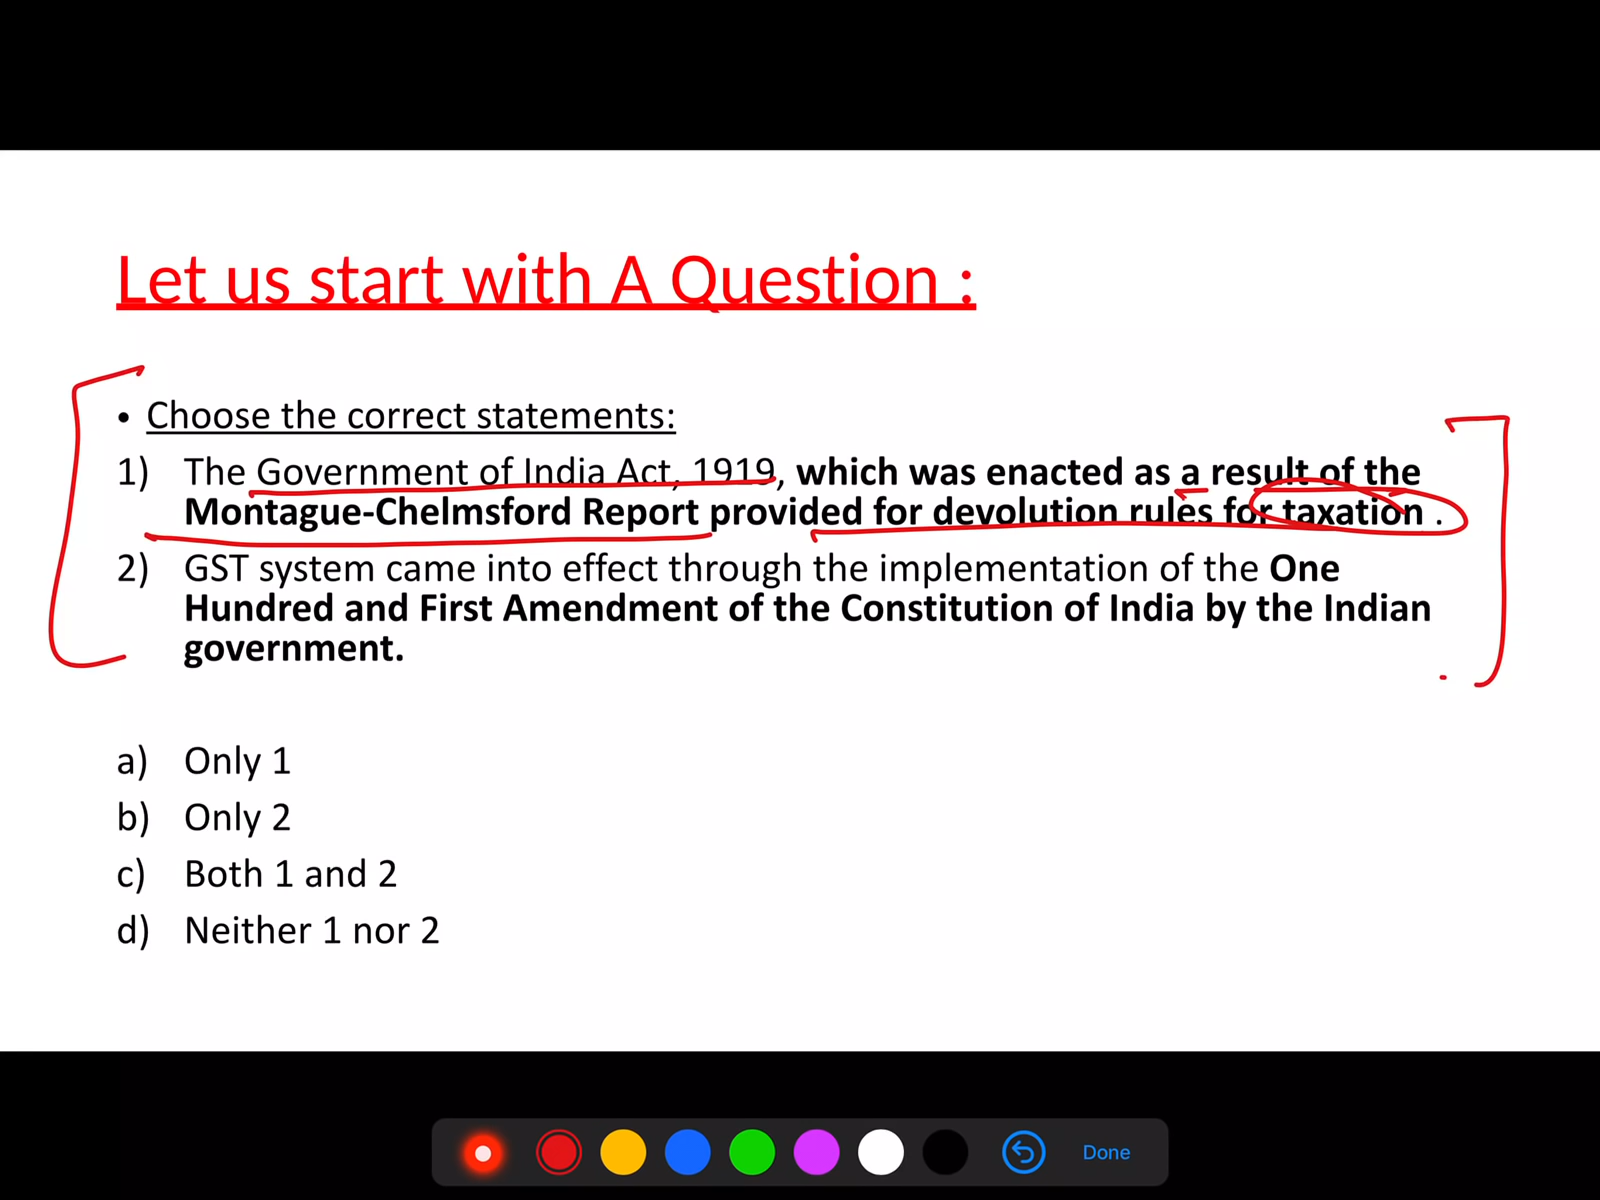 Let us start with A Question :
• Choose the correct statements:
1) The Government of India Act, 1919, which was enacted as a result of the
Montague-Chelmsford Report provided for devolution rules for taxation .
2) GST system came into effect through the implementation of the One
Hundred and First Amendment of the Constitution of India by the Indian
government.
a) Only 1
b) Only 2
c) Both 1 and 2
d) Neither 1 nor 2
Done